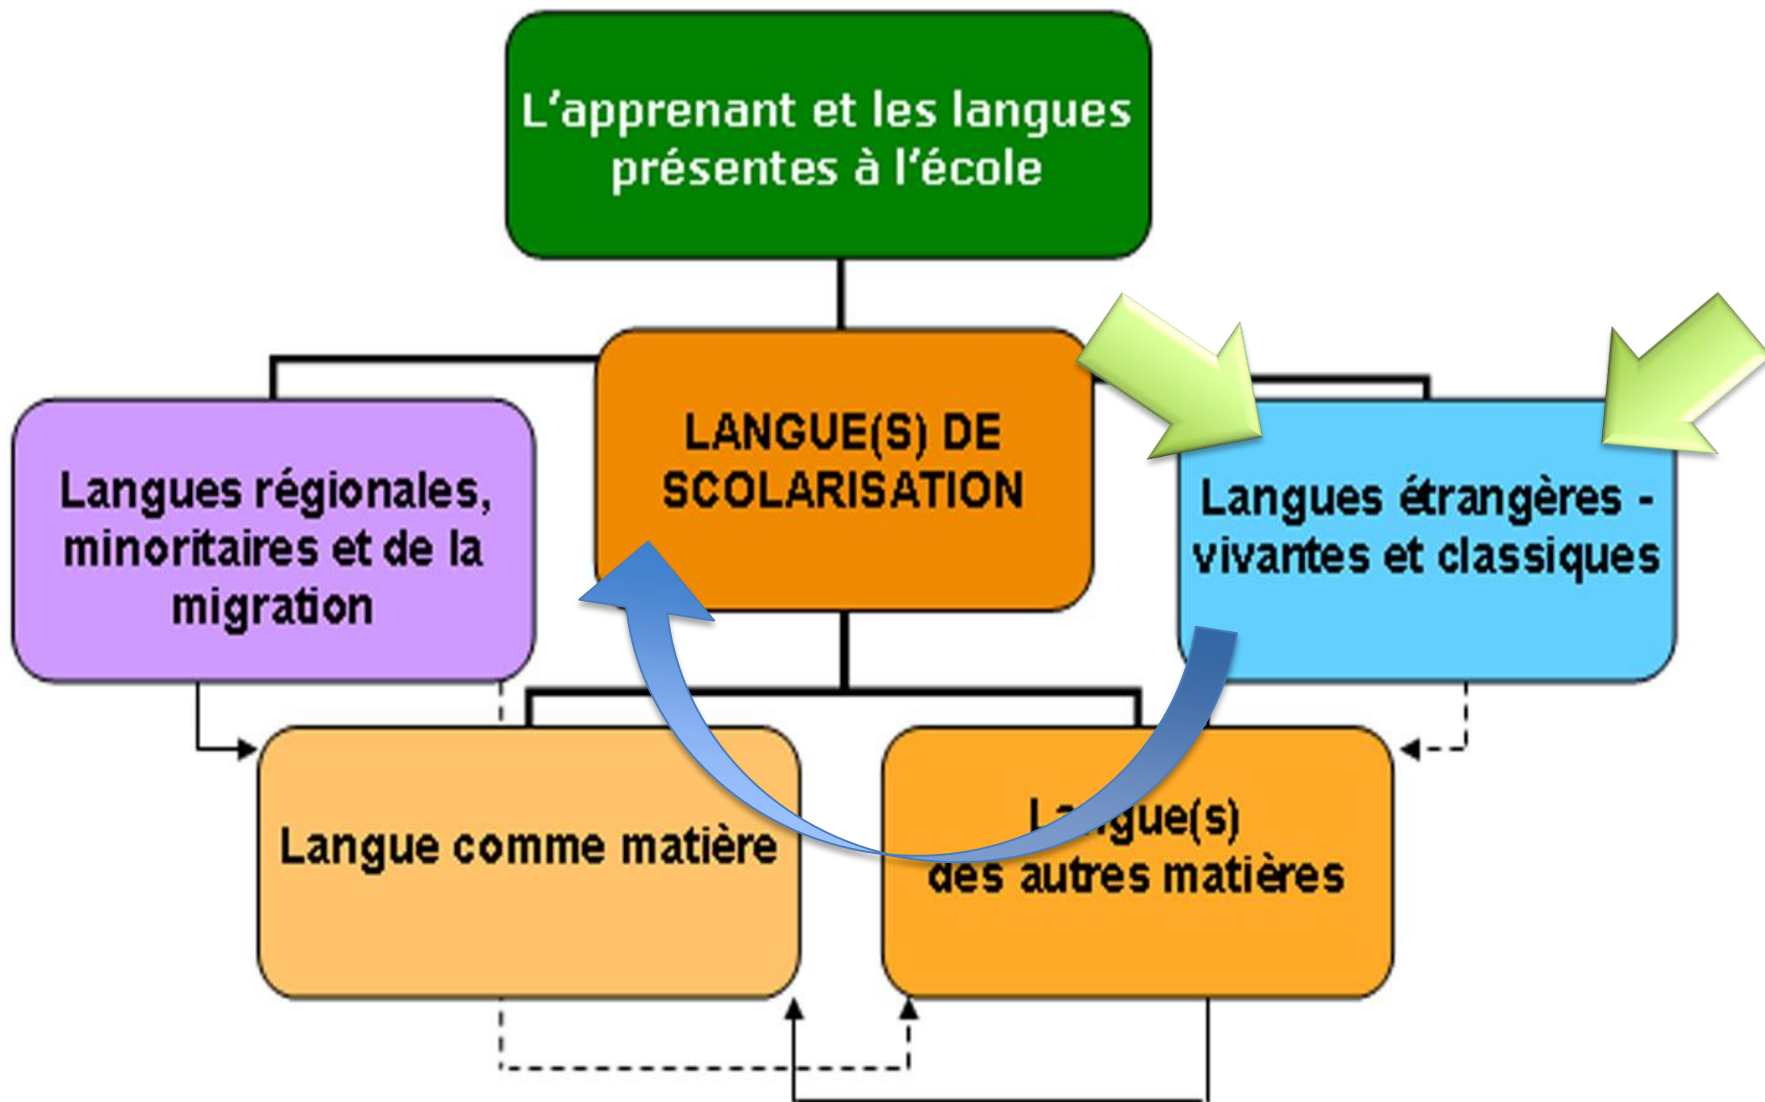 L'apprenant et les langues
présentes à l'école
LANGUE(S) DE
SCOLARISATION
Langues régionales,
minoritaires et de la
migration
Langues étrangères -
vivantes et classiques
Langue comme matière
Langue(s)
des autres matières